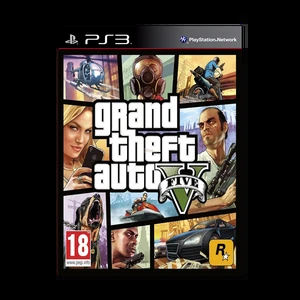 PS3
PlayStation Network
grand
theft
auto
V
FIVE
18
www.pegi.info
R